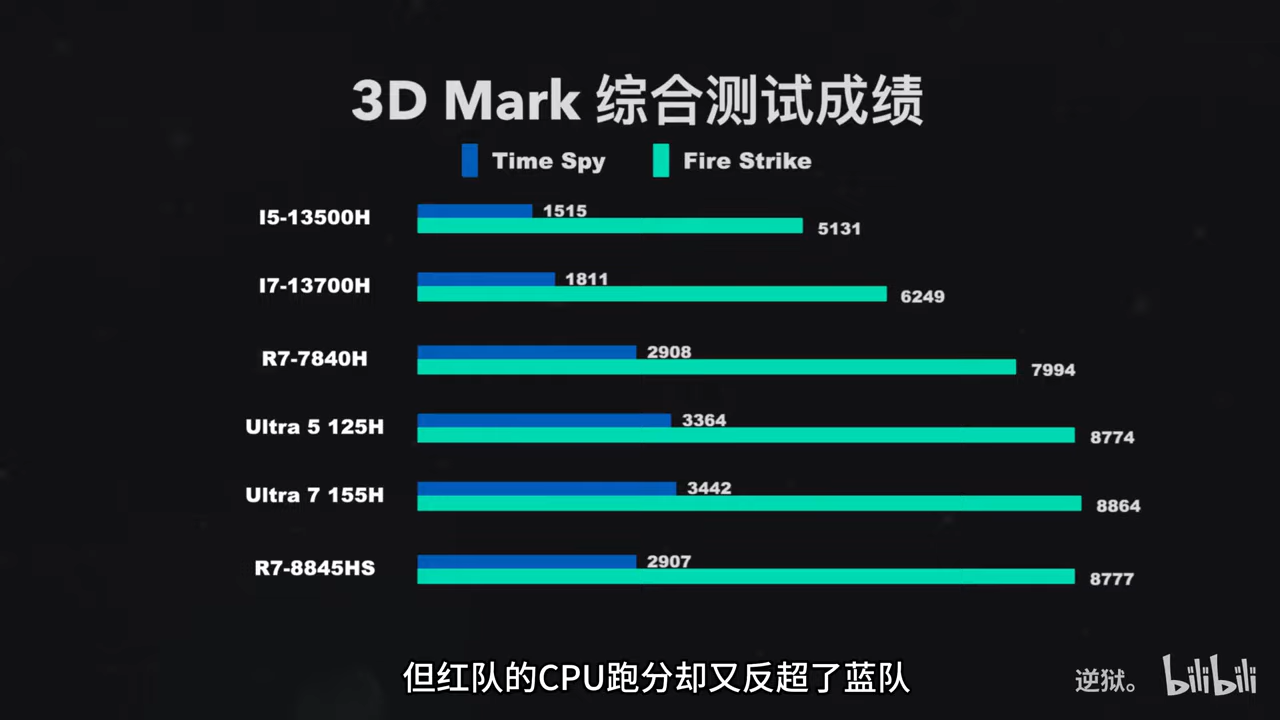 3D Mark 综合测试成绩
Time Spy Fire Strike
I5-13500H 1515 5131
I7-13700H 1811 6249
R7-7840H 2908 7994
Ultra 5 125H 3364 8774
Ultra 7 155H 3442 8864
R7-8845HS 2907 8777
但红队的CPU跑分却又反超了蓝队
逆狱。 bilibili